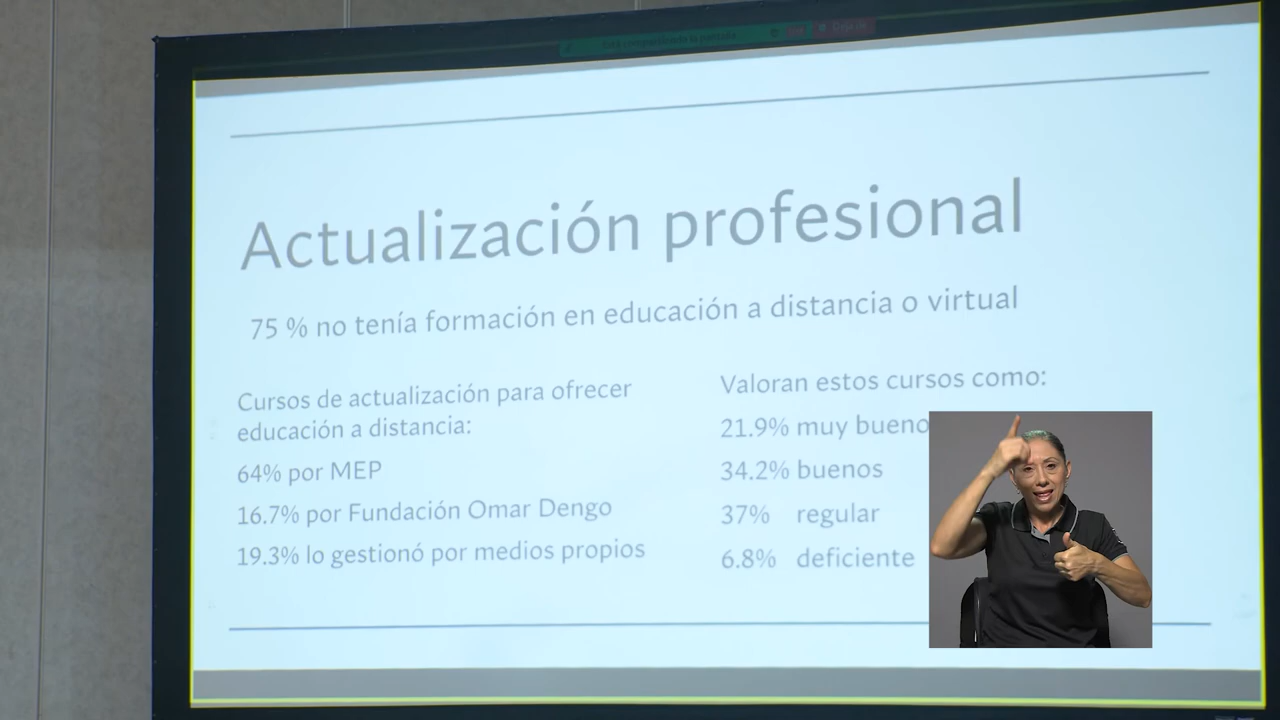 Actualización profesional
75 % no tenía formación en educación a distancia o virtual
Cursos de actualización para ofrecer
educación a distancia:
64% por MEP
16.7% por Fundación Omar Dengo
19.3% lo gestionó por medios propios
Valoran estos cursos como:
21.9% muy bueno
34.2% buenos
37% regular
6.8% deficiente